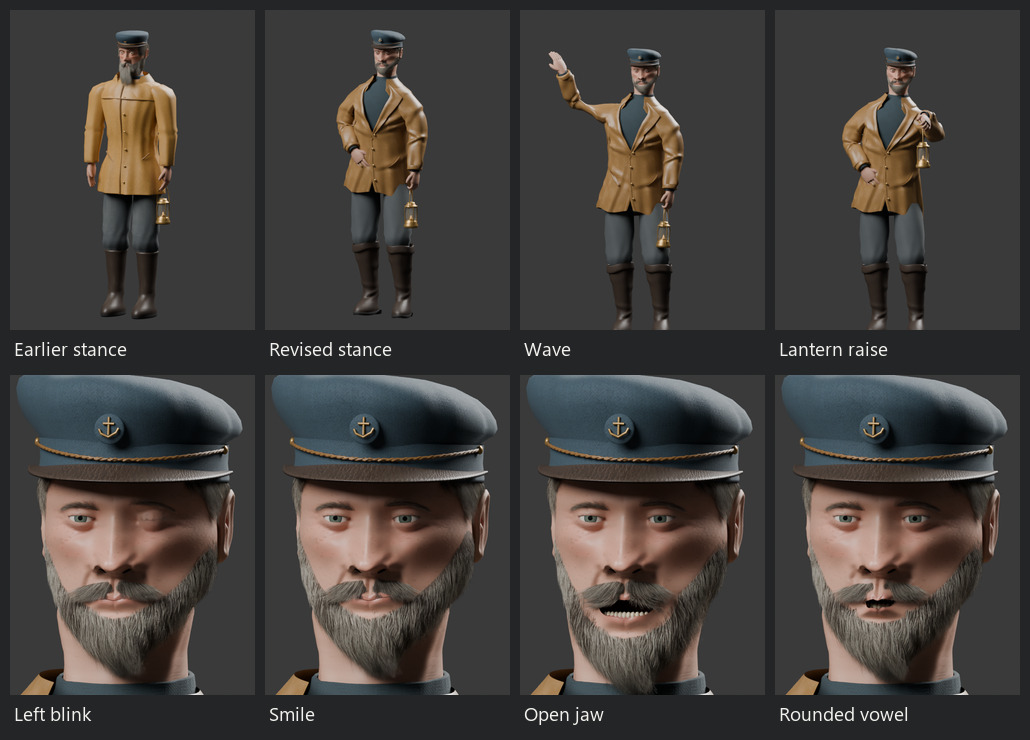 Earlier stance
Revised stance
Wave
Lantern raise
Left blink
Smile
Open jaw
Rounded vowel